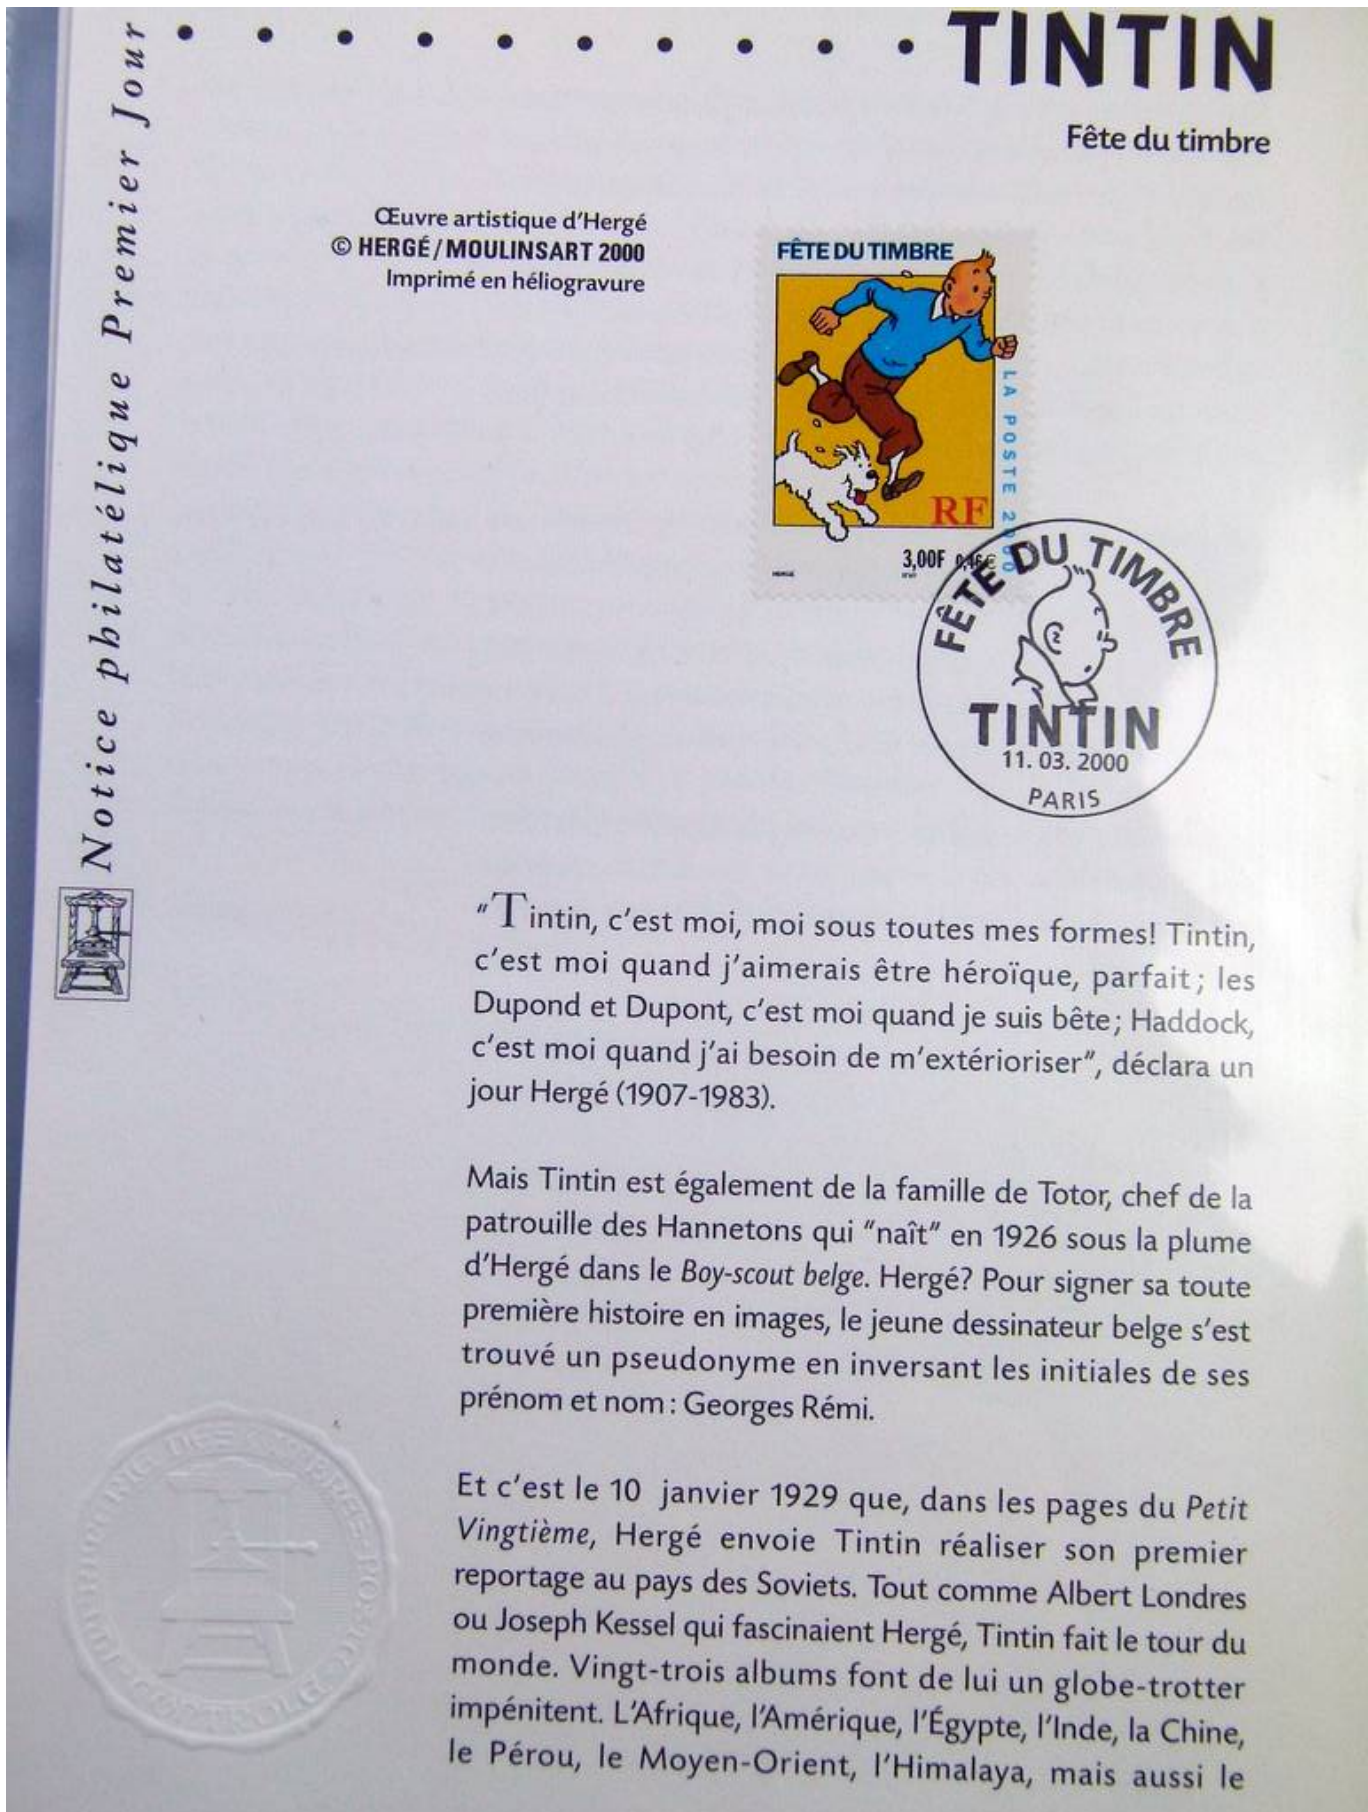 TINTIN
Fête du timbre
Notice philatélique Premier Jour
Œuvre artistique d'Hergé
© HERGÉ/MOULINSART 2000
Imprimé en héliogravure
FÊTE DU TIMBRE
LA POSTE 2000
RF
3,00F 0,46€
HERGÉ
FÊTE DU TIMBRE
TINTIN
11. 03. 2000
PARIS
"Tintin, c'est moi, moi sous toutes mes formes! Tintin,
c'est moi quand j'aimerais être héroïque, parfait; les
Dupond et Dupont, c'est moi quand je suis bête; Haddock,
c'est moi quand j'ai besoin de m'extérioriser", déclara un
jour Hergé (1907-1983).
Mais Tintin est également de la famille de Totor, chef de la
patrouille des Hannetons qui "naît" en 1926 sous la plume
d'Hergé dans le Boy-scout belge. Hergé? Pour signer sa toute
première histoire en images, le jeune dessinateur belge s'est
trouvé un pseudonyme en inversant les initiales de ses
prénom et nom: Georges Rémi.
Et c'est le 10 janvier 1929 que, dans les pages du Petit
Vingtième, Hergé envoie Tintin réaliser son premier
reportage au pays des Soviets. Tout comme Albert Londres
ou Joseph Kessel qui fascinaient Hergé, Tintin fait le tour du
monde. Vingt-trois albums font de lui un globe-trotter
impénitent. L'Afrique, l'Amérique, l'Égypte, l'Inde, la Chine,
le Pérou, le Moyen-Orient, l'Himalaya, mais aussi le
IMPRIMERIE DES TIMBRES-POSTE
CONTROLE